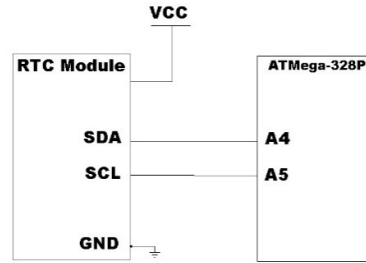 VCC
RTC Module
ATMega-328P
SDA
A4
SCL
A5
GND